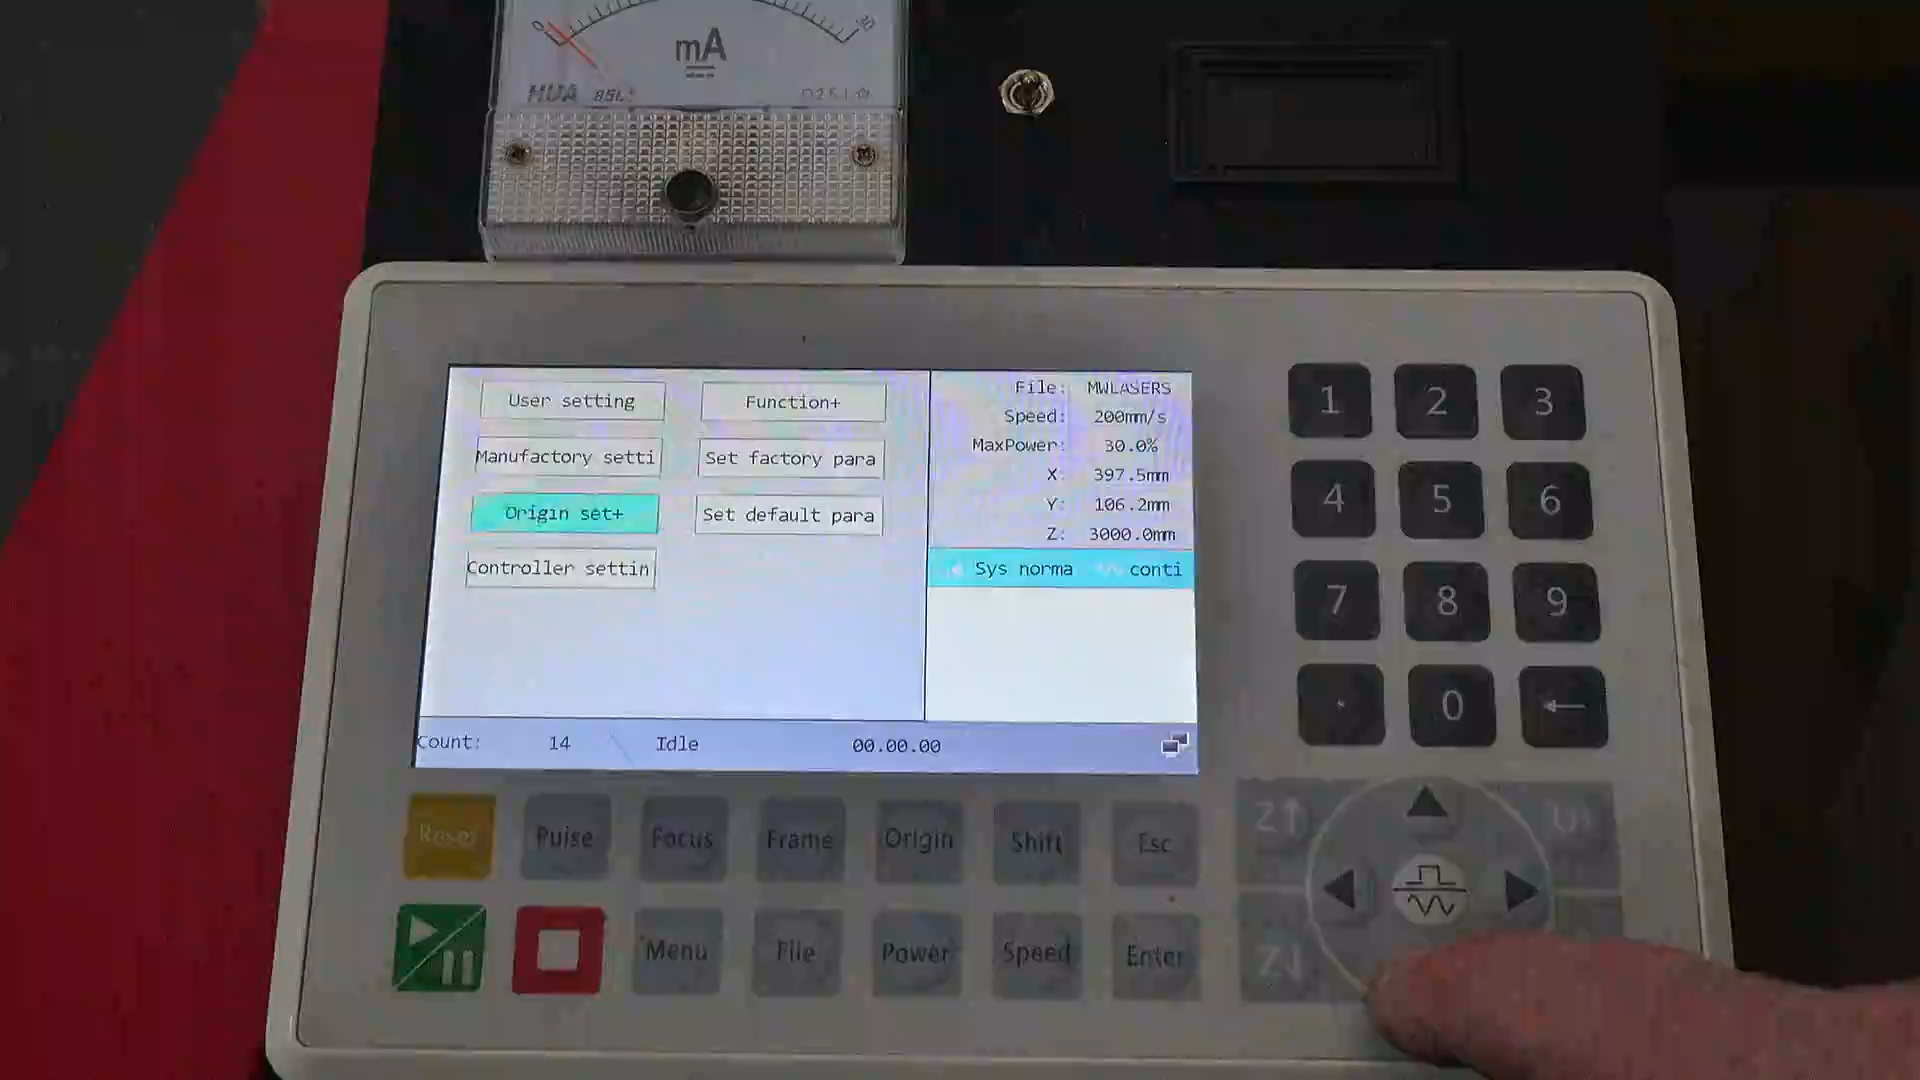 0
30
mA
HUA 85L1
User setting
Function+
Manufactory setti
Set factory para
Origin set+
Set default para
Controller settin
File: MWLASERS
Speed: 200mm/s
MaxPower: 30.0%
X: 397.5mm
Y: 106.2mm
Z: 3000.0mm
Sys norma conti
Count: 14 Idle 00.00.00
1 2 3
4 5 6
7 8 9
. 0 ←
Reset Pulse Focus Frame Origin Shift Esc
Menu File Power Speed Enter
Z↑
U↑
Z↓